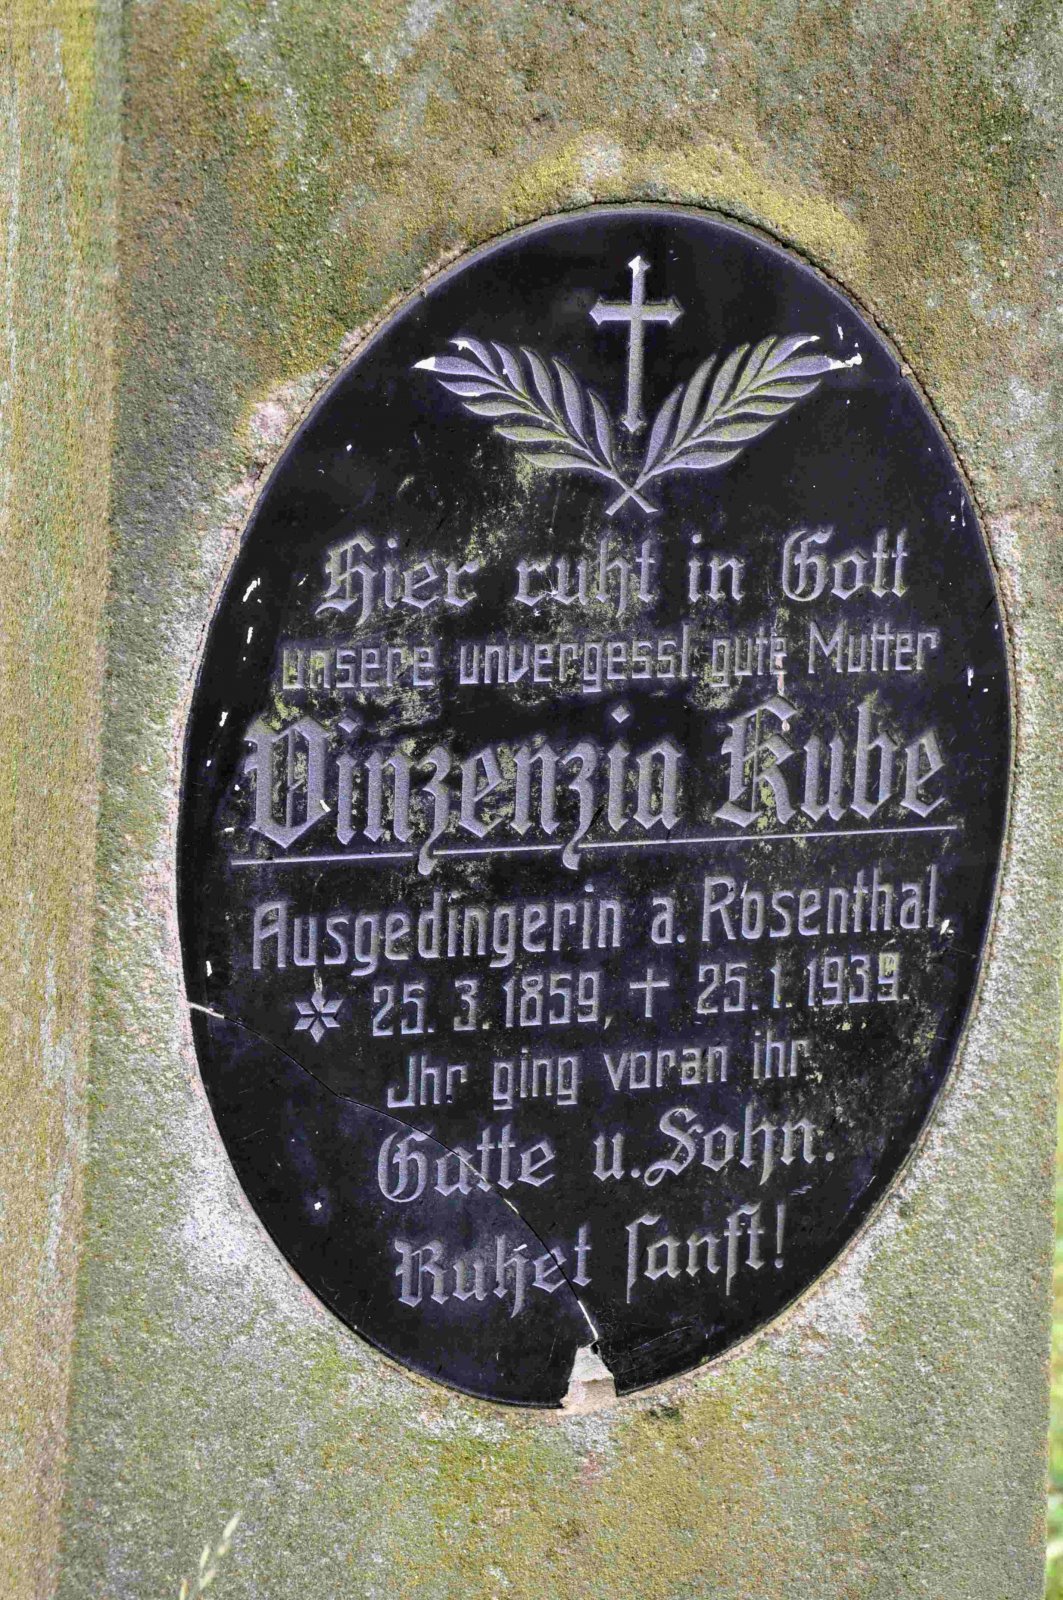 Hier ruht in Gott
unsere unvergessl. gute Mutter
Vinzenzia Kube
Ausgedingerin a. Rosenthal,
* 25. 3. 1859, † 25. 1. 1939.
Jhr ging voran ihr
Gatte u. Sohn.
Ruhet sanft!